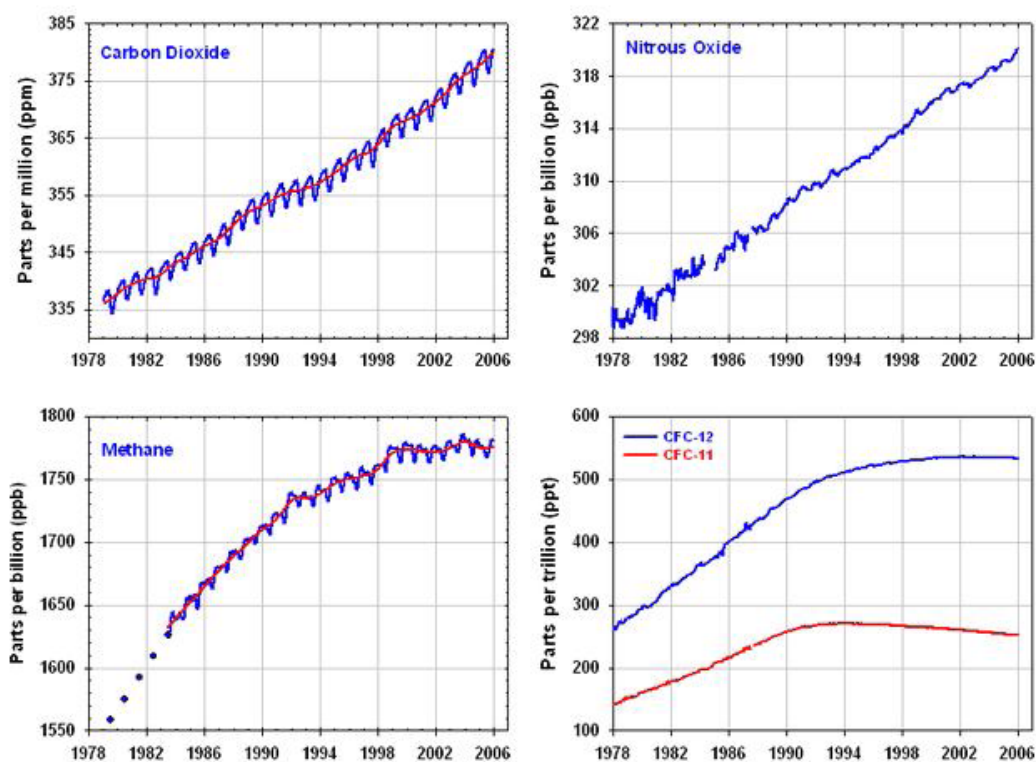 Carbon Dioxide
Parts per million (ppm)
385
375
365
355
345
335
1978 1982 1986 1990 1994 1998 2002 2006
Nitrous Oxide
Parts per billion (ppb)
322
318
314
310
306
302
298
1978 1982 1986 1990 1994 1998 2002 2006
Methane
Parts per billion (ppb)
1800
1750
1700
1650
1600
1550
1978 1982 1986 1990 1994 1998 2002 2006
CFC-12
CFC-11
Parts per trillion (ppt)
600
500
400
300
200
100
1978 1982 1986 1990 1994 1998 2002 2006